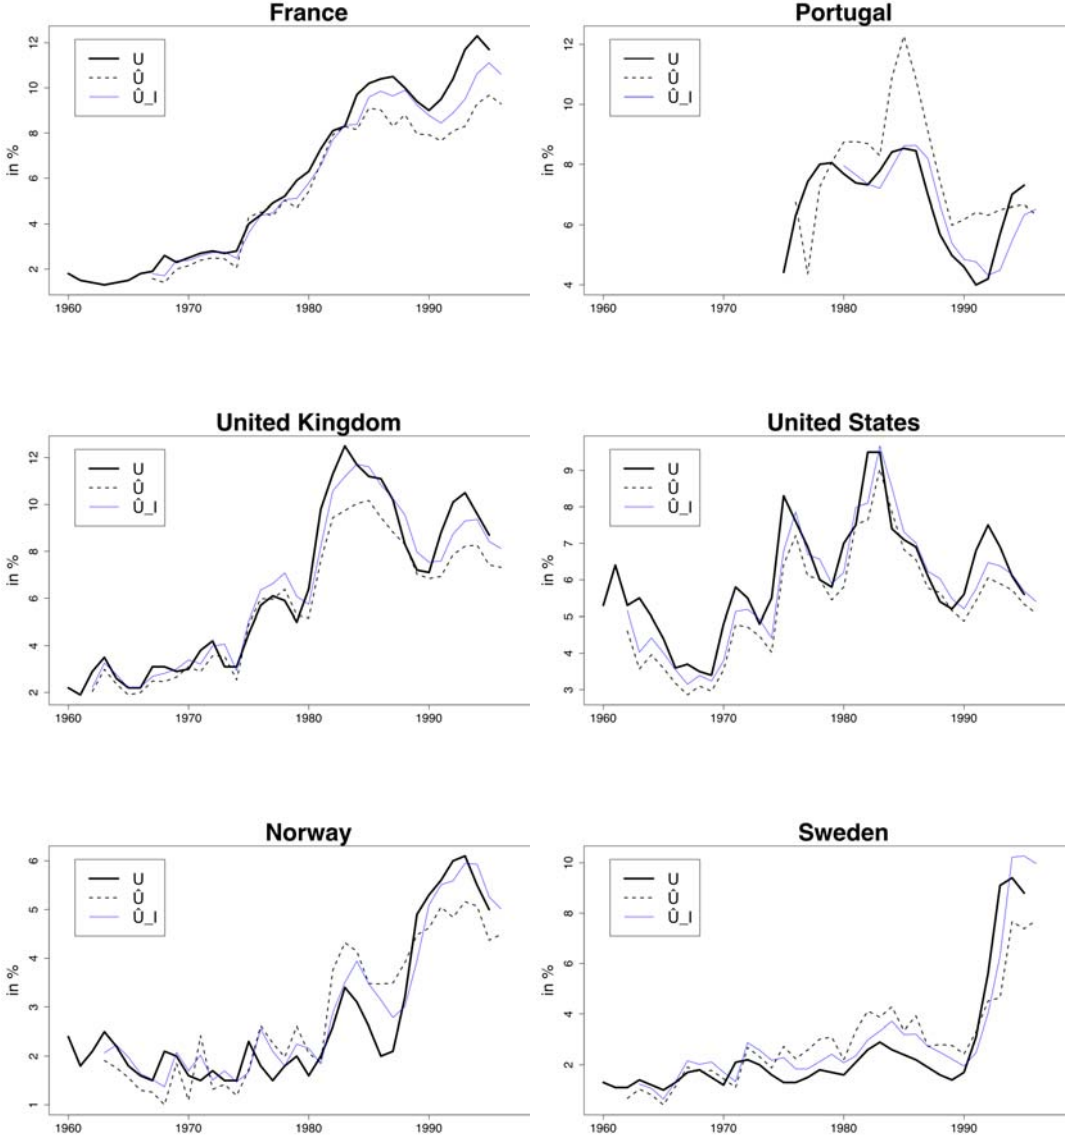 France
in %
12
10
8
6
4
2
U
Û
Û_I
1960 1970 1980 1990
Portugal
in %
12
10
8
6
4
U
Û
Û_I
1960 1970 1980 1990
United Kingdom
in %
12
10
8
6
4
2
U
Û
Û_I
1960 1970 1980 1990
United States
in %
9
8
7
6
5
4
3
U
Û
Û_I
1960 1970 1980 1990
Norway
in %
6
5
4
3
2
1
U
Û
Û_I
1960 1970 1980 1990
Sweden
in %
10
8
6
4
2
U
Û
Û_I
1960 1970 1980 1990